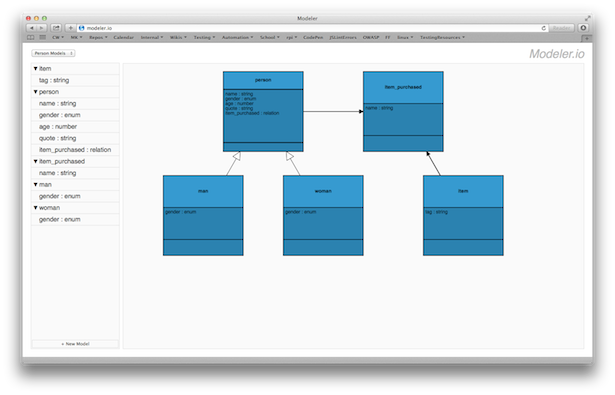 Modeler
modeler.io
Reader
CW
MK
Repos
Calendar
Internal
Wikis
Testing
Automation
School
rpi
CodePen
JSLintErrors
OWASP
FF
linux
TestingResources
Person Models
Modeler.io
▼ item
tag : string
▼ person
name : string
gender : enum
age : number
quote : string
item_purchased : relation
▼ item_purchased
name : string
▼ man
gender : enum
▼ woman
gender : enum
+ New Model
person
name : string
gender : enum
age : number
quote : string
item_purchased : relation
item_purchased
name : string
man
gender : enum
woman
gender : enum
item
tag : string